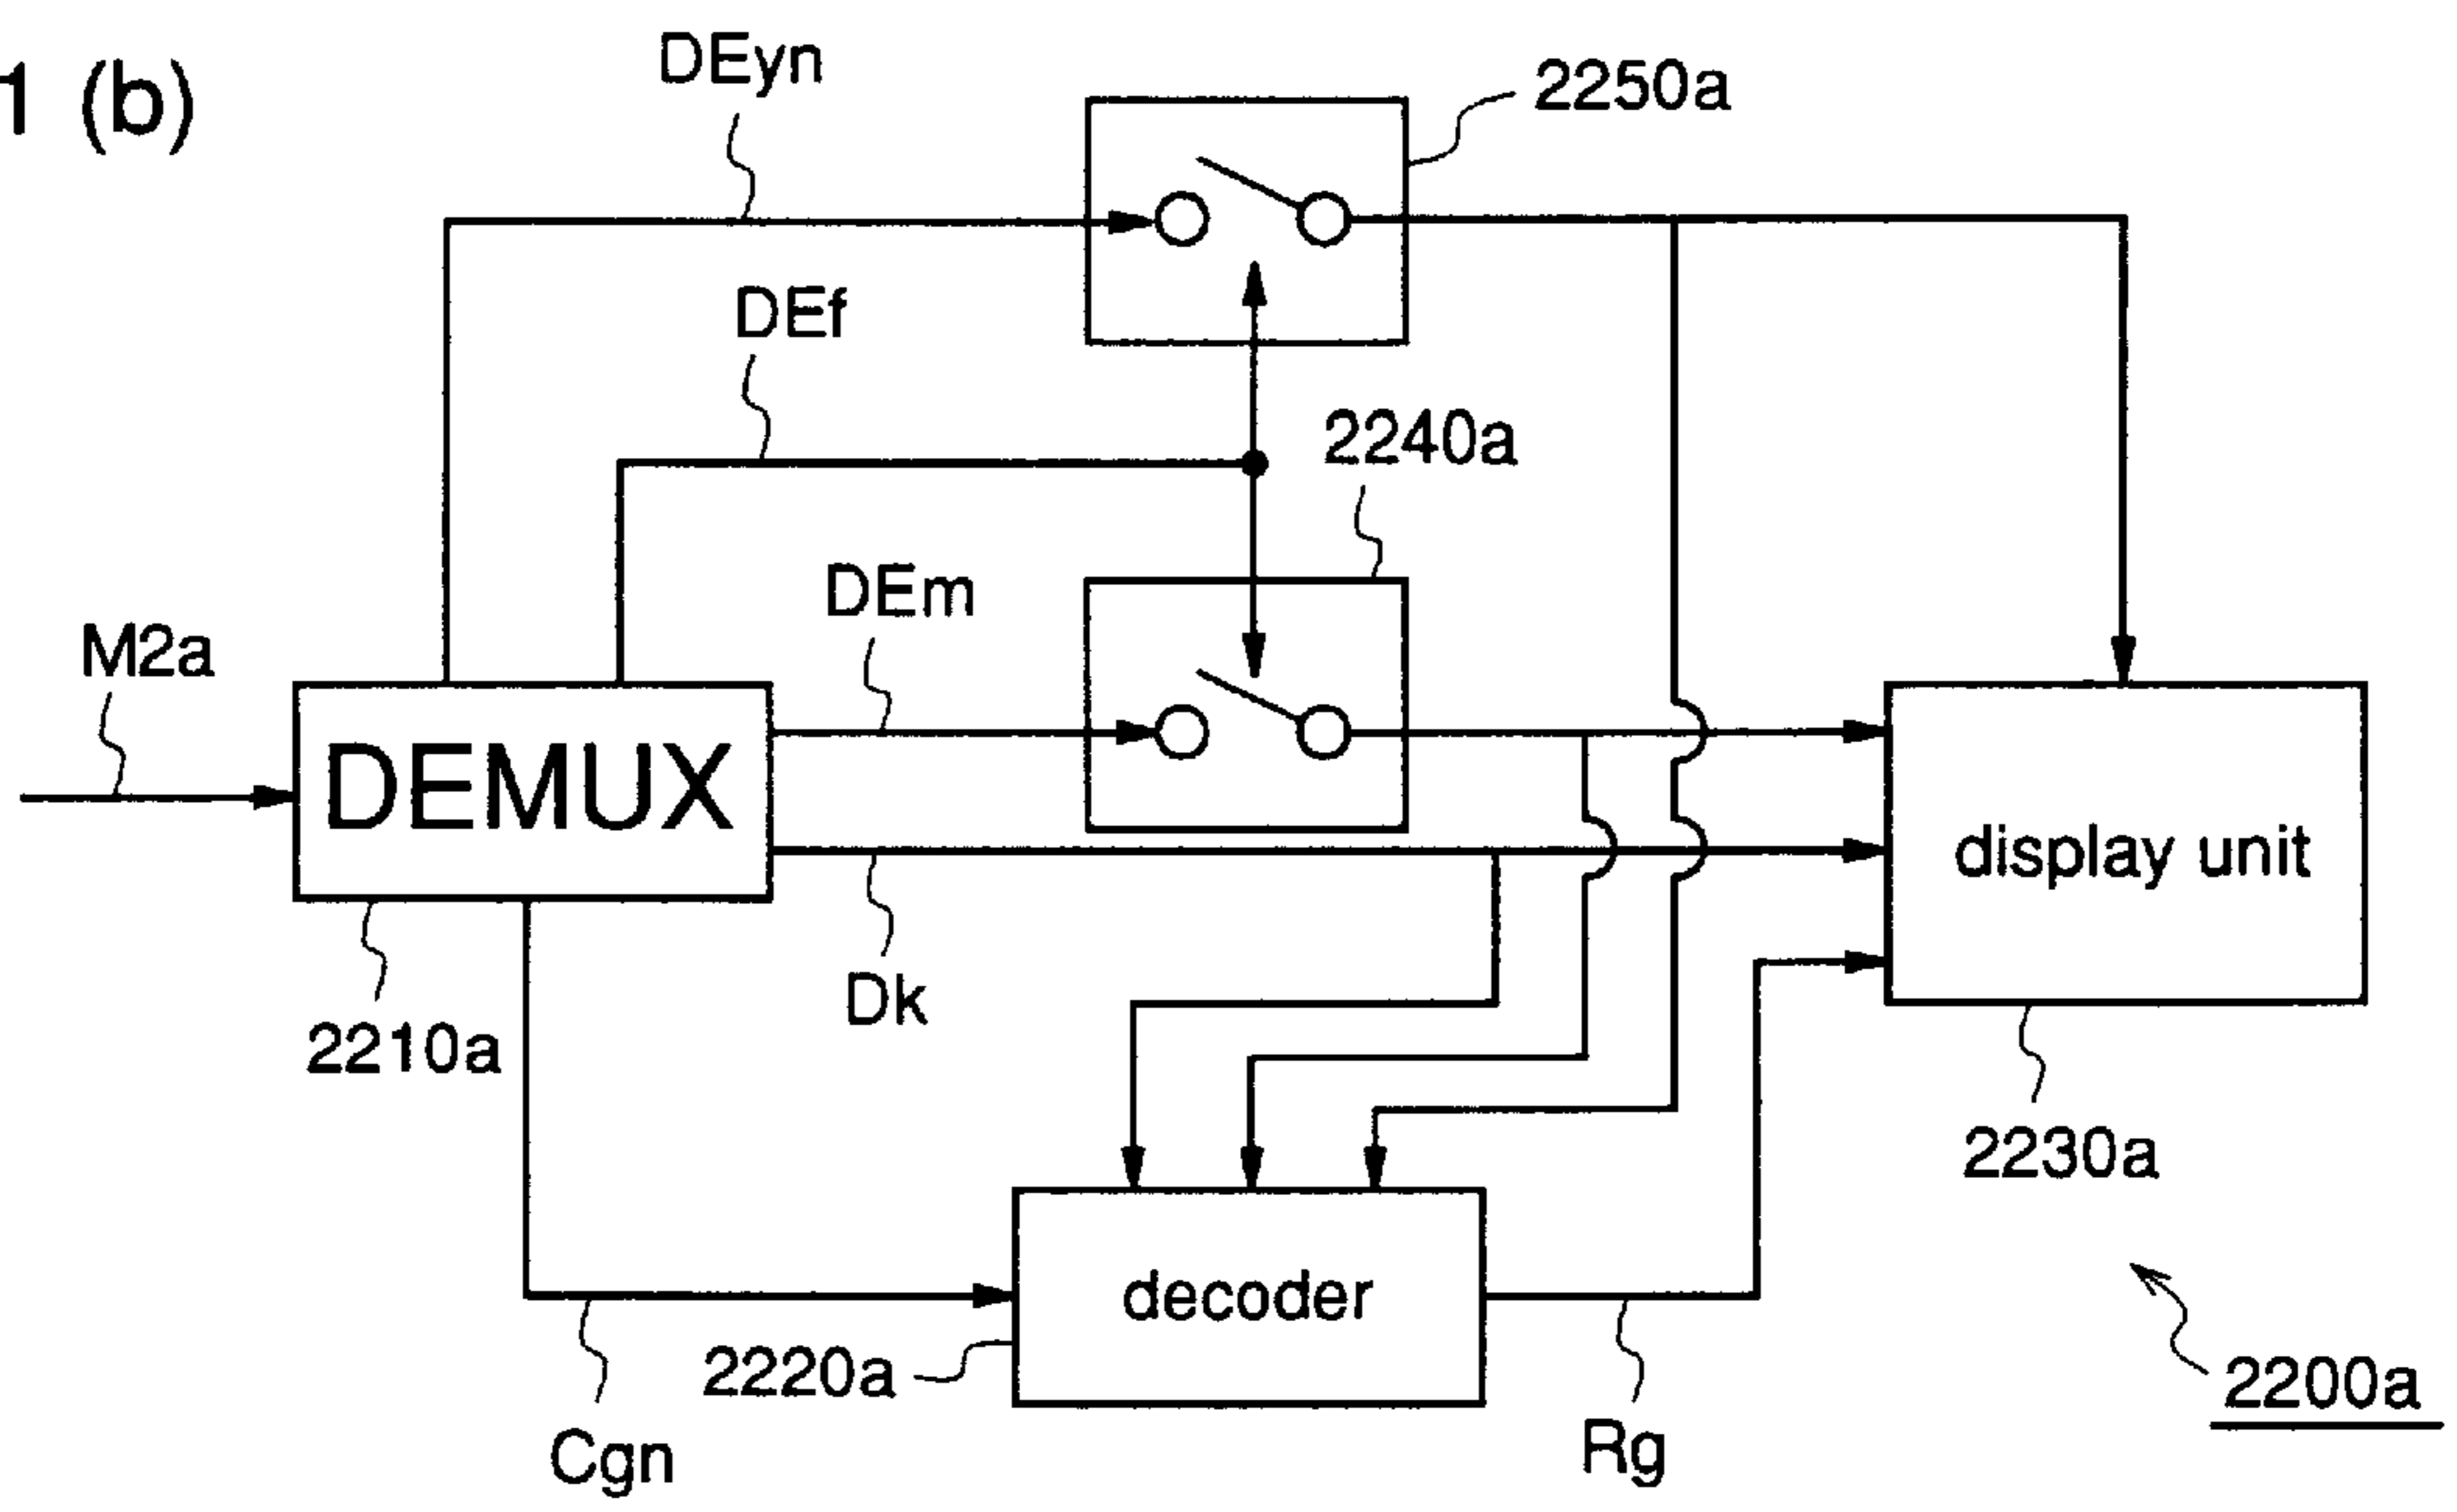 1 (b)
DEyn
2250a
DEf
2240a
DEm
M2a
DEMUX
display unit
Dk
2210a
2230a
decoder
2220a
2200a
Cgn
Rg